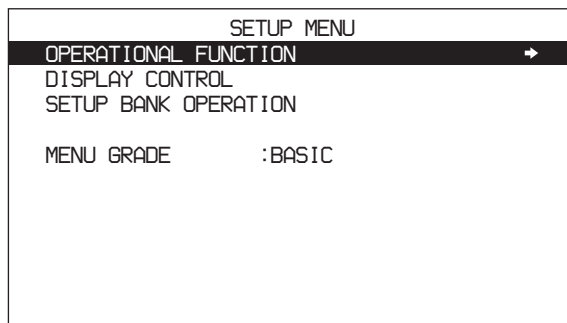 SETUP MENU
OPERATIONAL FUNCTION →
DISPLAY CONTROL
SETUP BANK OPERATION
MENU GRADE :BASIC